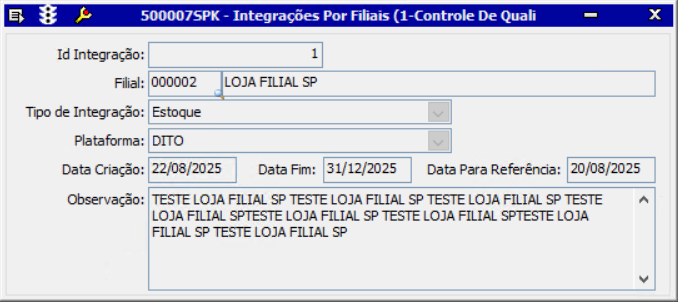 500007SPK - Integrações Por Filiais (1-Controle De Quali
Id Integração: 1
Filial: 000002 LOJA FILIAL SP
Tipo de Integração: Estoque
Plataforma: DITO
Data Criação: 22/08/2025 Data Fim: 31/12/2025 Data Para Referência: 20/08/2025
Observação: TESTE LOJA FILIAL SP TESTE LOJA FILIAL SP TESTE LOJA FILIAL SP TESTE
LOJA FILIAL SPTESTE LOJA FILIAL SP TESTE LOJA FILIAL SPTESTE LOJA
FILIAL SP TESTE LOJA FILIAL SP